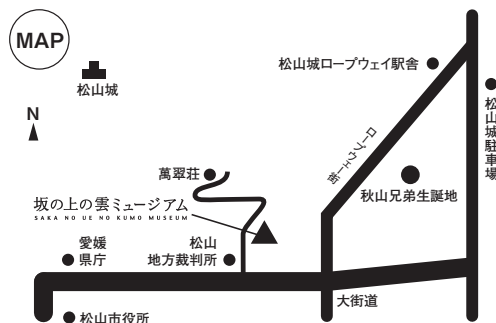 MAP
松山城
N
松山城ロープウェイ駅舎
松山城駐車場
ロープウェー街
秋山兄弟生誕地
萬翠荘
坂の上の雲ミュージアム
SAKA NO UE NO KUMO MUSEUM
愛媛
県庁
松山
地方裁判所
大街道
松山市役所